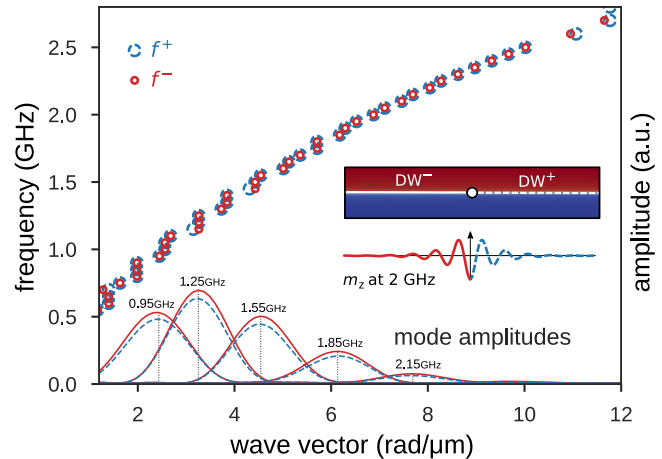 2.5
2.0
1.5
1.0
0.5
0.0
frequency (GHz)
f⁺
f⁻
DW⁻
DW⁺
m_z at 2 GHz
amplitude (a.u.)
0.95GHz
1.25GHz
1.55GHz
1.85GHz
2.15GHz
mode amplitudes
2 4 6 8 10 12
wave vector (rad/μm)